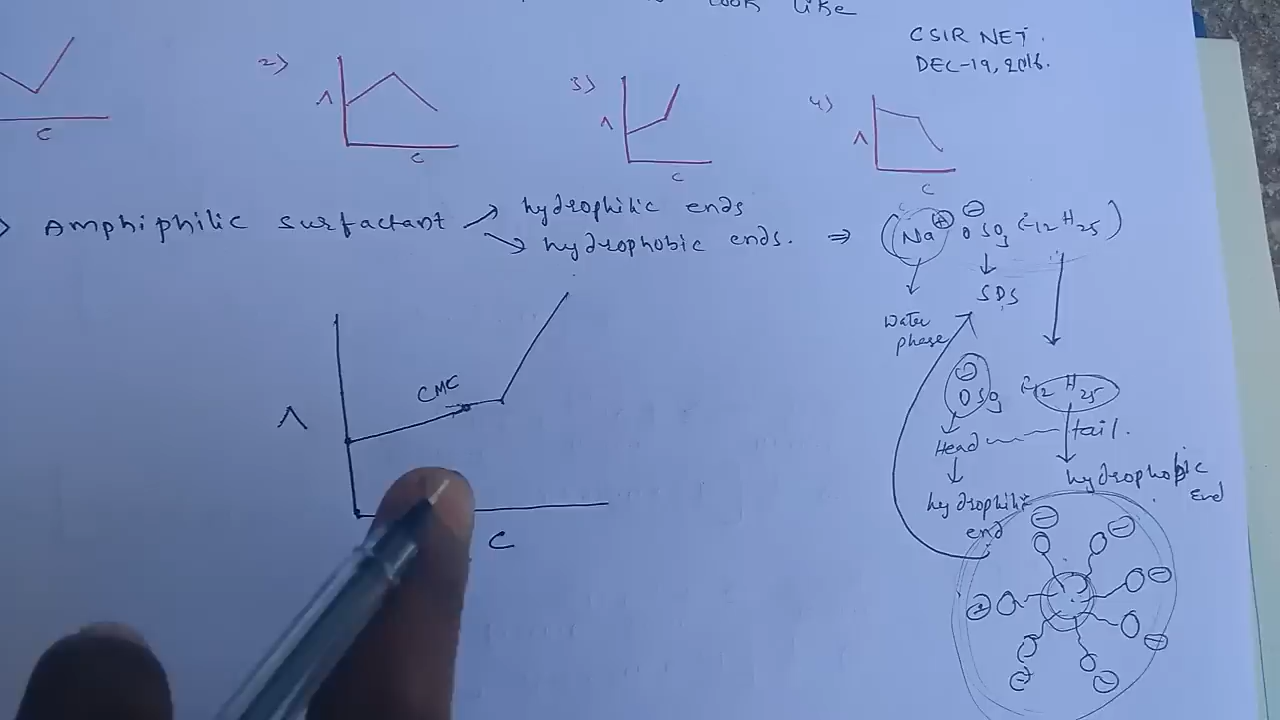 look like
CSIR NET.
DEC-19, 2016.
C
2) Λ C
3) Λ C
4) Λ C
Amphiphilic surfactant → hydrophilic ends
→ hydrophobic ends. ⇒ (Na⊕ ⊖OSO3 C12H25)
SDS
water phase
⊖
OSO3 C12H25
Head tail.
hydrophobic end
hydrophilic end
CMC
Λ
C